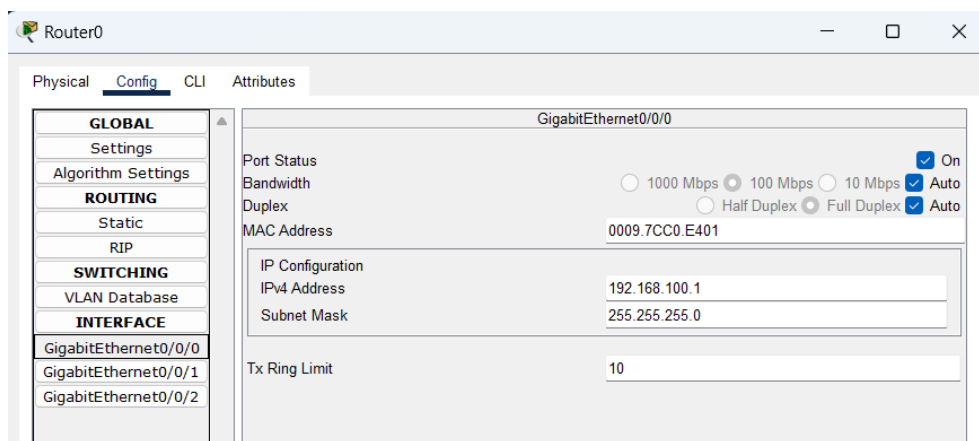 Router0
Physical Config CLI Attributes
GLOBAL
Settings
Algorithm Settings
ROUTING
Static
RIP
SWITCHING
VLAN Database
INTERFACE
GigabitEthernet0/0/0
GigabitEthernet0/0/1
GigabitEthernet0/0/2
GigabitEthernet0/0/0
Port Status On
Bandwidth 1000 Mbps 100 Mbps 10 Mbps Auto
Duplex Half Duplex Full Duplex Auto
MAC Address 0009.7CC0.E401
IP Configuration
IPv4 Address 192.168.100.1
Subnet Mask 255.255.255.0
Tx Ring Limit 10